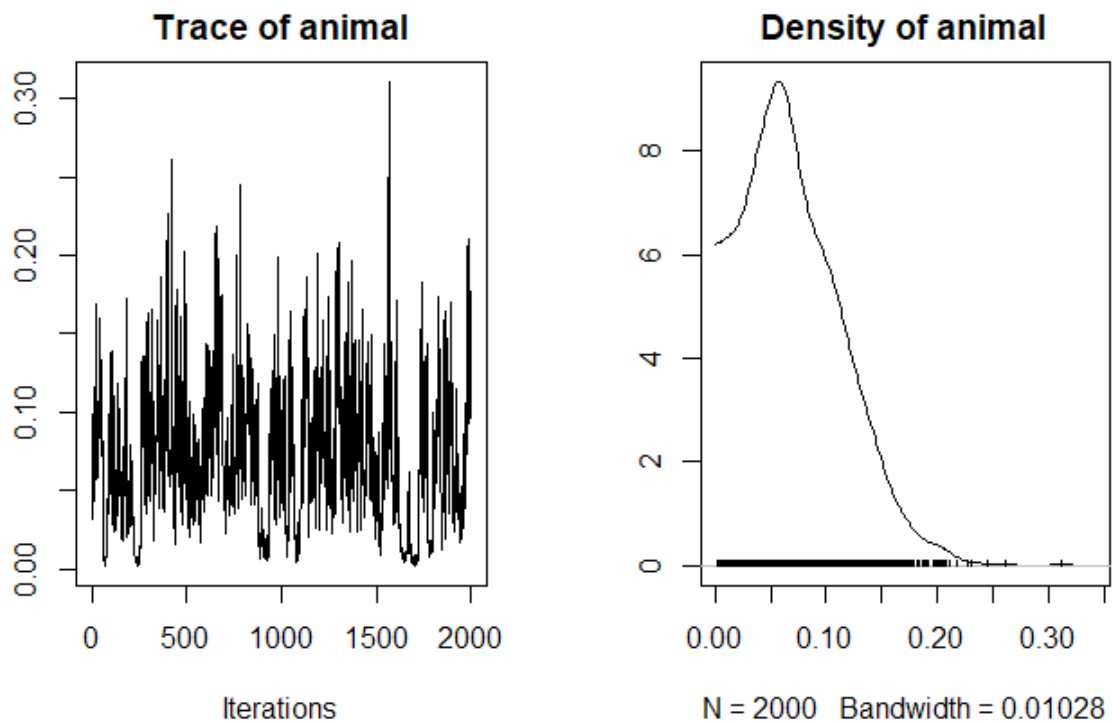 Trace of animal
0.30
0.20
0.10
0.00
0 500 1000 1500 2000
Iterations
Density of animal
8
6
4
2
0
0.00 0.10 0.20 0.30
N = 2000 Bandwidth = 0.01028